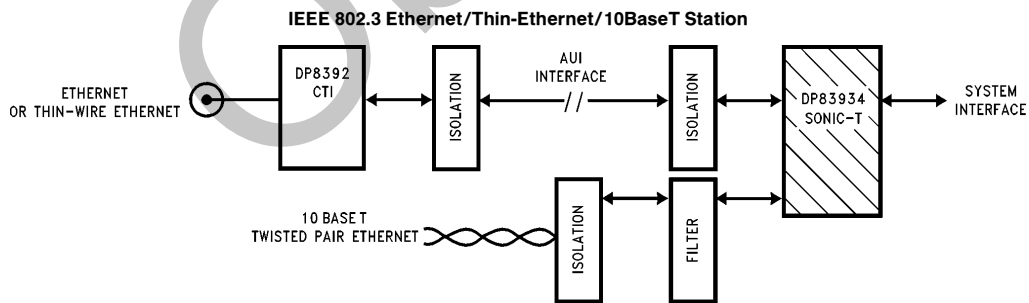 IEEE 802.3 Ethernet/Thin-Ethernet/10BaseT Station
ETHERNET
OR THIN-WIRE ETHERNET
DP8392
CTI
ISOLATION
AUI
INTERFACE
ISOLATION
DP83934
SONIC-T
SYSTEM
INTERFACE
10 BASE T
TWISTED PAIR ETHERNET
ISOLATION
FILTER